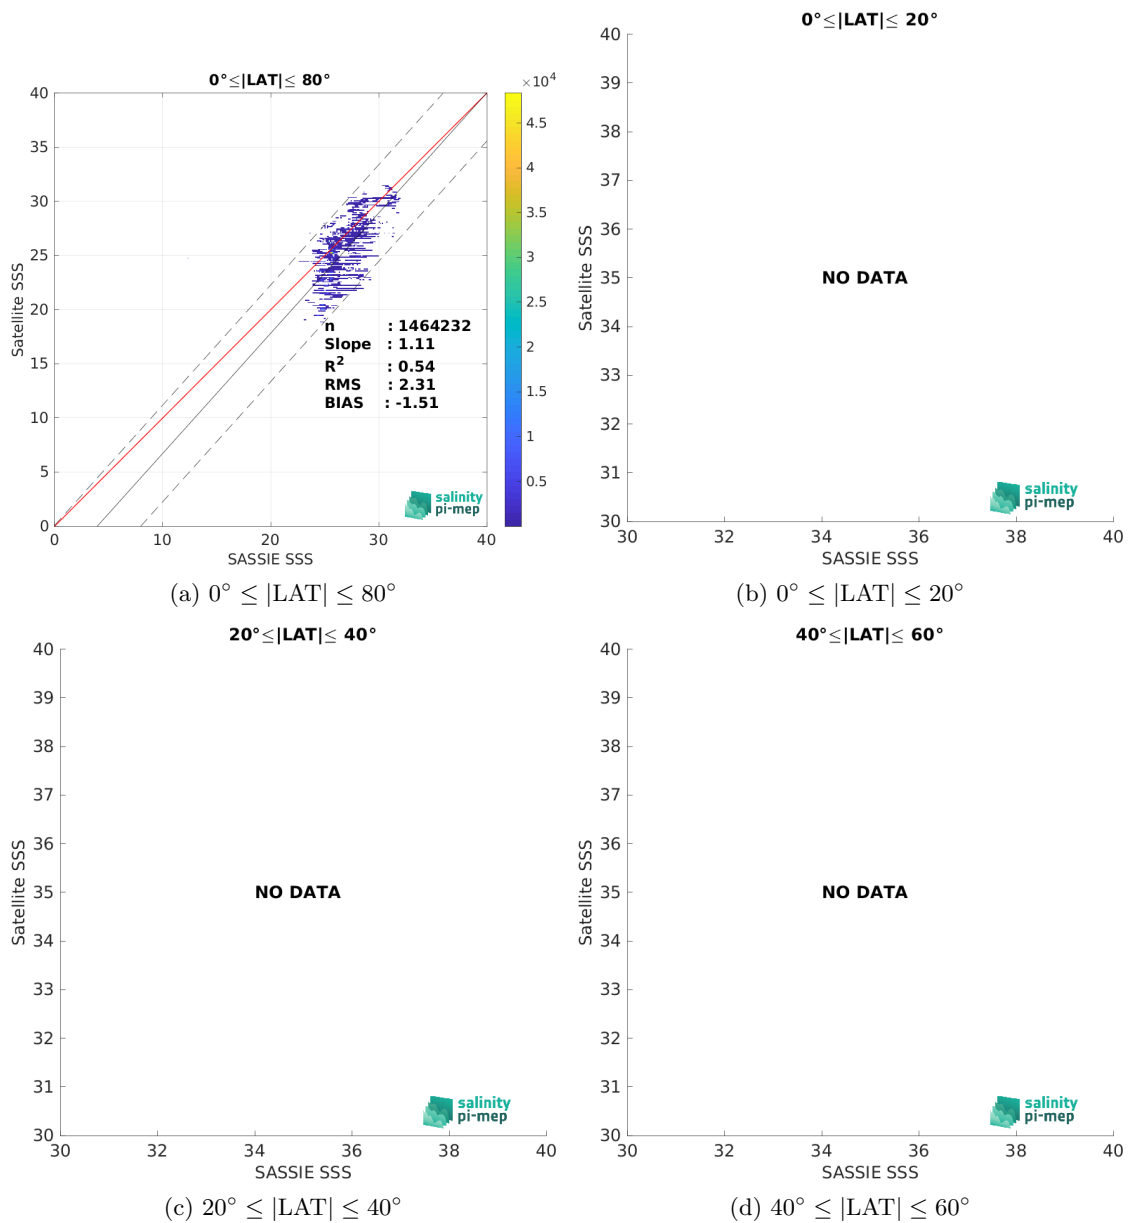 0°≤|LAT|≤ 80°
×10⁴
40
35
30
25
20
15
10
5
0
Satellite SSS
4.5
4
3.5
3
2.5
2
1.5
1
0.5
n : 1464232
Slope : 1.11
R² : 0.54
RMS : 2.31
BIAS : -1.51
salinity
pi-mep
0 10 20 30 40
SASSIE SSS
(a) 0° ≤ |LAT| ≤ 80°
0°≤|LAT|≤ 20°
40
39
38
37
36
35
34
33
32
31
30
Satellite SSS
NO DATA
salinity
pi-mep
30 32 34 36 38 40
SASSIE SSS
(b) 0° ≤ |LAT| ≤ 20°
20°≤|LAT|≤ 40°
40
39
38
37
36
35
34
33
32
31
30
Satellite SSS
NO DATA
salinity
pi-mep
30 32 34 36 38 40
SASSIE SSS
(c) 20° ≤ |LAT| ≤ 40°
40°≤|LAT|≤ 60°
40
39
38
37
36
35
34
33
32
31
30
Satellite SSS
NO DATA
salinity
pi-mep
30 32 34 36 38 40
SASSIE SSS
(d) 40° ≤ |LAT| ≤ 60°